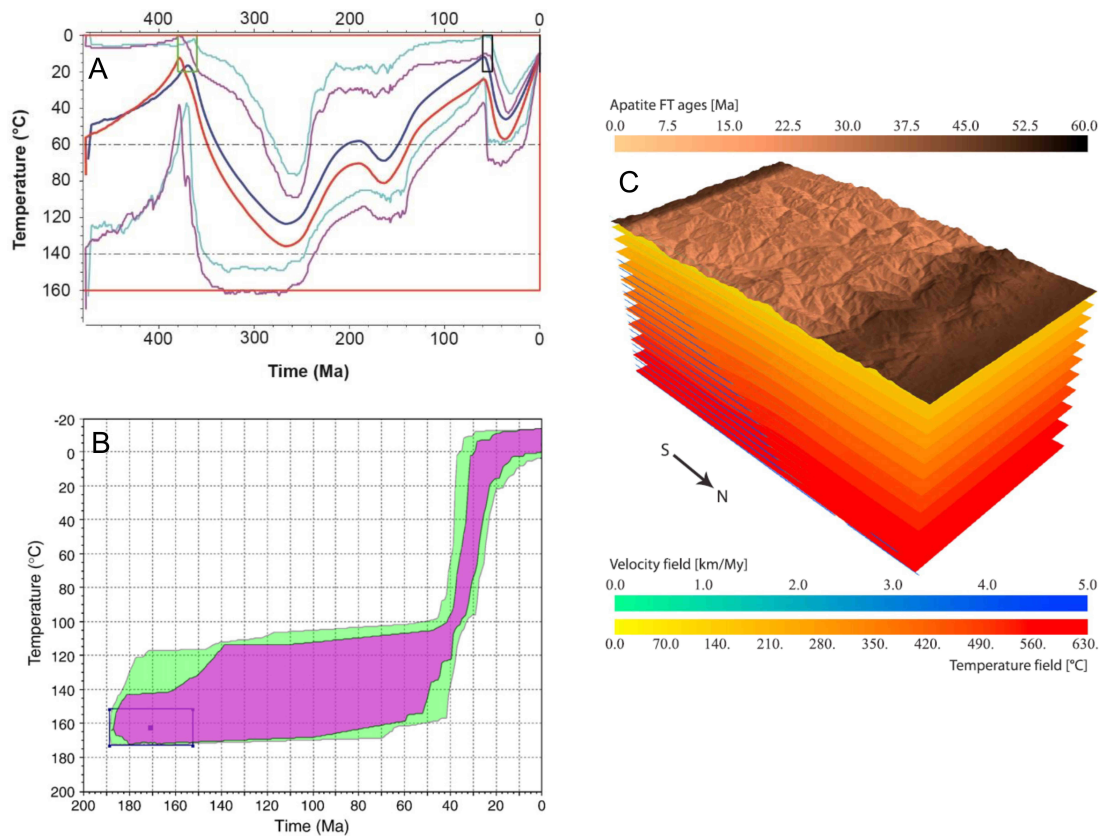 400 300 200 100 0
A
0
20
40
60
80
100
120
140
160
Temperature (°C)
400 300 200 100 0
Time (Ma)
B
-20
0
20
40
60
80
100
120
140
160
180
200
Temperature (°C)
200 180 160 140 120 100 80 60 40 20 0
Time (Ma)
Apatite FT ages [Ma]
0.0 7.5 15.0 22.5 30.0 37.5 45.0 52.5 60.0
C
S
N
Velocity field [km/My]
0.0 1.0 2.0 3.0 4.0 5.0
0.0 70.0 140. 210. 280. 350. 420. 490. 560. 630.
Temperature field [°C]